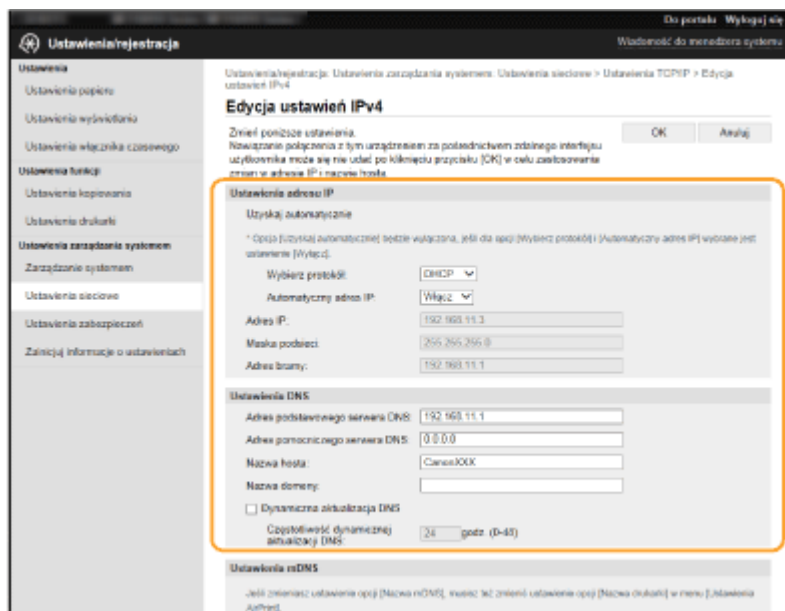 Do portalu Wyloguj się
Ustawienia/rejestracja
Wiadomość do menedżera systemu
Ustawienia
Ustawienia papieru
Ustawienia wyświetlania
Ustawienia włącznika czasowego
Ustawienia funkcji
Ustawienia kopiowania
Ustawienia drukarki
Ustawienia zarządzania systemem
Zarządzanie systemem
Ustawienia sieciowe
Ustawienia zabezpieczeń
Zainicjuj informacje o ustawieniach
Ustawienia/rejestracja: Ustawienia zarządzania systemem: Ustawienia sieciowe > Ustawienia TCP/IP > Edycja
ustawień IPv4
Edycja ustawień IPv4
Zmień poniższe ustawienia.
Nawiązanie połączenia z tym urządzeniem za pośrednictwem zdalnego interfejsu
użytkownika może się nie udać po kliknięciu przycisku [OK] w celu zastosowania
zmian w adresie IP i nazwie hosta.
OK Anuluj
Ustawienia adresu IP
Uzyskaj automatycznie
* Opcja [Uzyskaj automatycznie] będzie wyłączona, jeśli dla opcji [Wybierz protokół] i [Automatyczny adres IP] wybrane jest
ustawienie [Wyłącz].
Wybierz protokół: DHCP
Automatyczny adres IP: Włącz
Adres IP: 192.168.11.3
Maska podsieci: 255.255.255.0
Adres bramy: 192.168.11.1
Ustawienia DNS
Adres podstawowego serwera DNS: 192.168.11.1
Adres pomocniczego serwera DNS: 0.0.0.0
Nazwa hosta: CanonXXX
Nazwa domeny:
Dynamiczna aktualizacja DNS
Częstotliwość dynamicznej
aktualizacji DNS: 24 godz. (0-48)
Ustawienia mDNS
Jeśli zmieniasz ustawienie opcji [Nazwa mDNS], musisz też zmienić ustawienie opcji [Nazwa drukarki] w menu [Ustawienia
AirPrint].